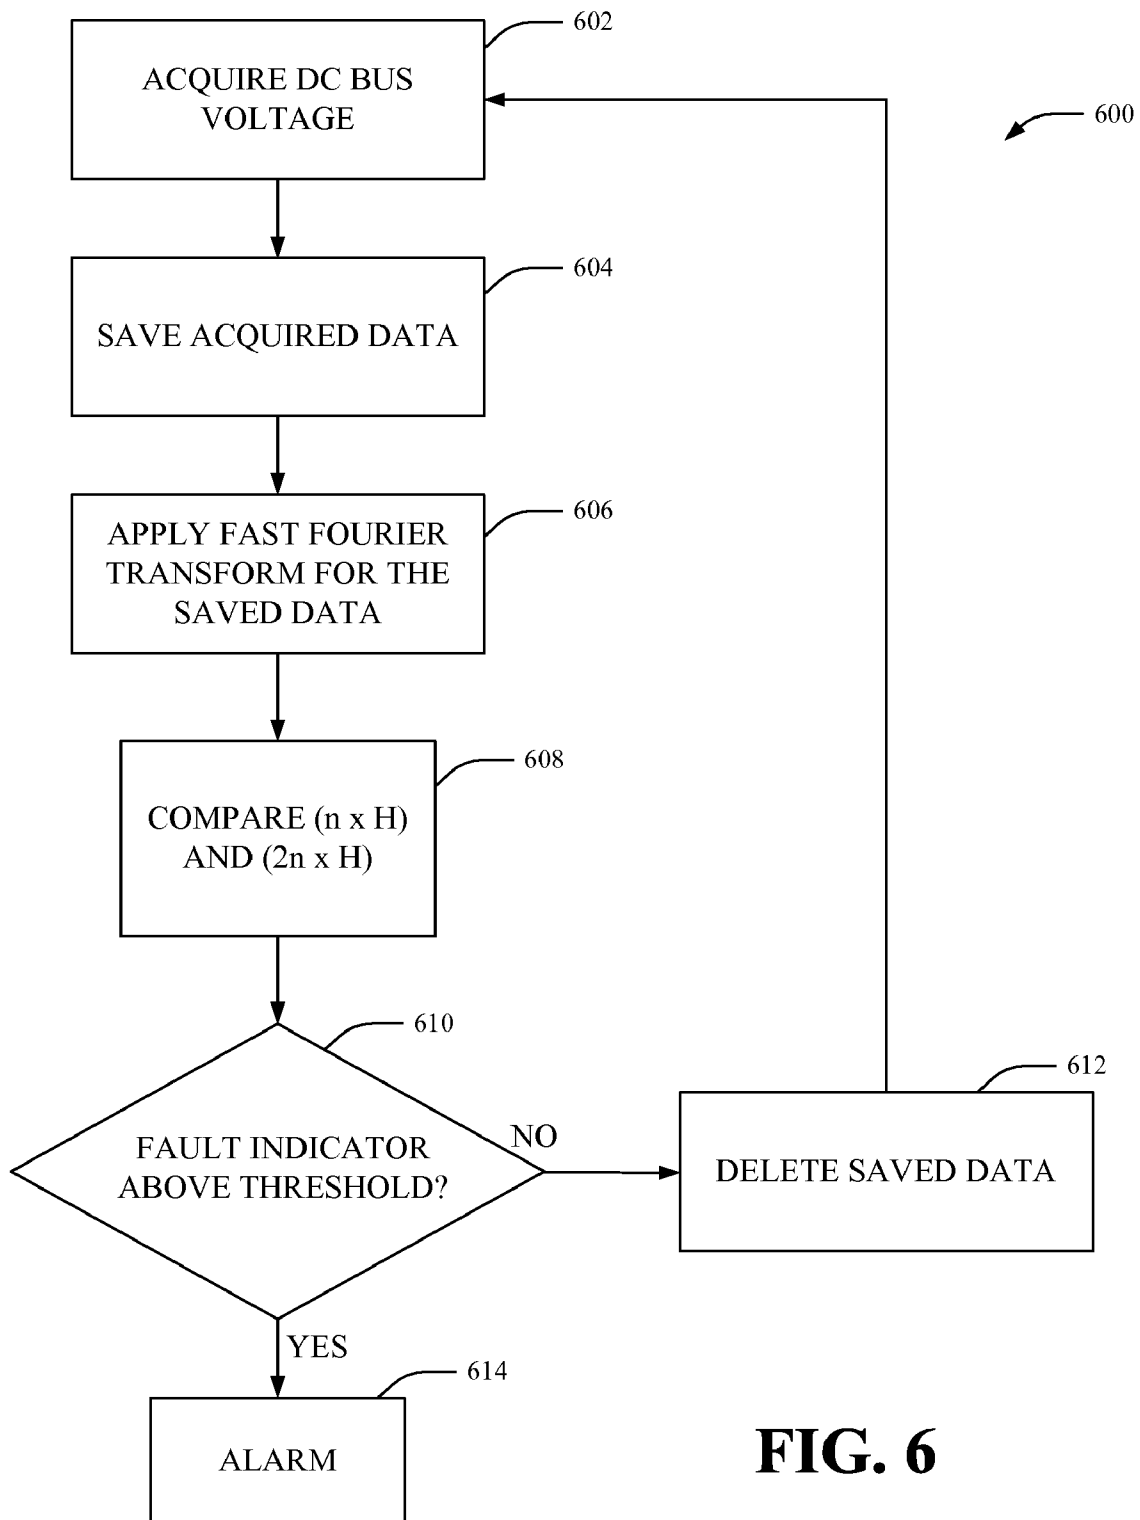 602
ACQUIRE DC BUS
VOLTAGE
600
604
SAVE ACQUIRED DATA
606
APPLY FAST FOURIER
TRANSFORM FOR THE
SAVED DATA
608
COMPARE (n x H)
AND (2n x H)
610
FAULT INDICATOR
ABOVE THRESHOLD?
NO
612
DELETE SAVED DATA
YES
614
ALARM
FIG. 6